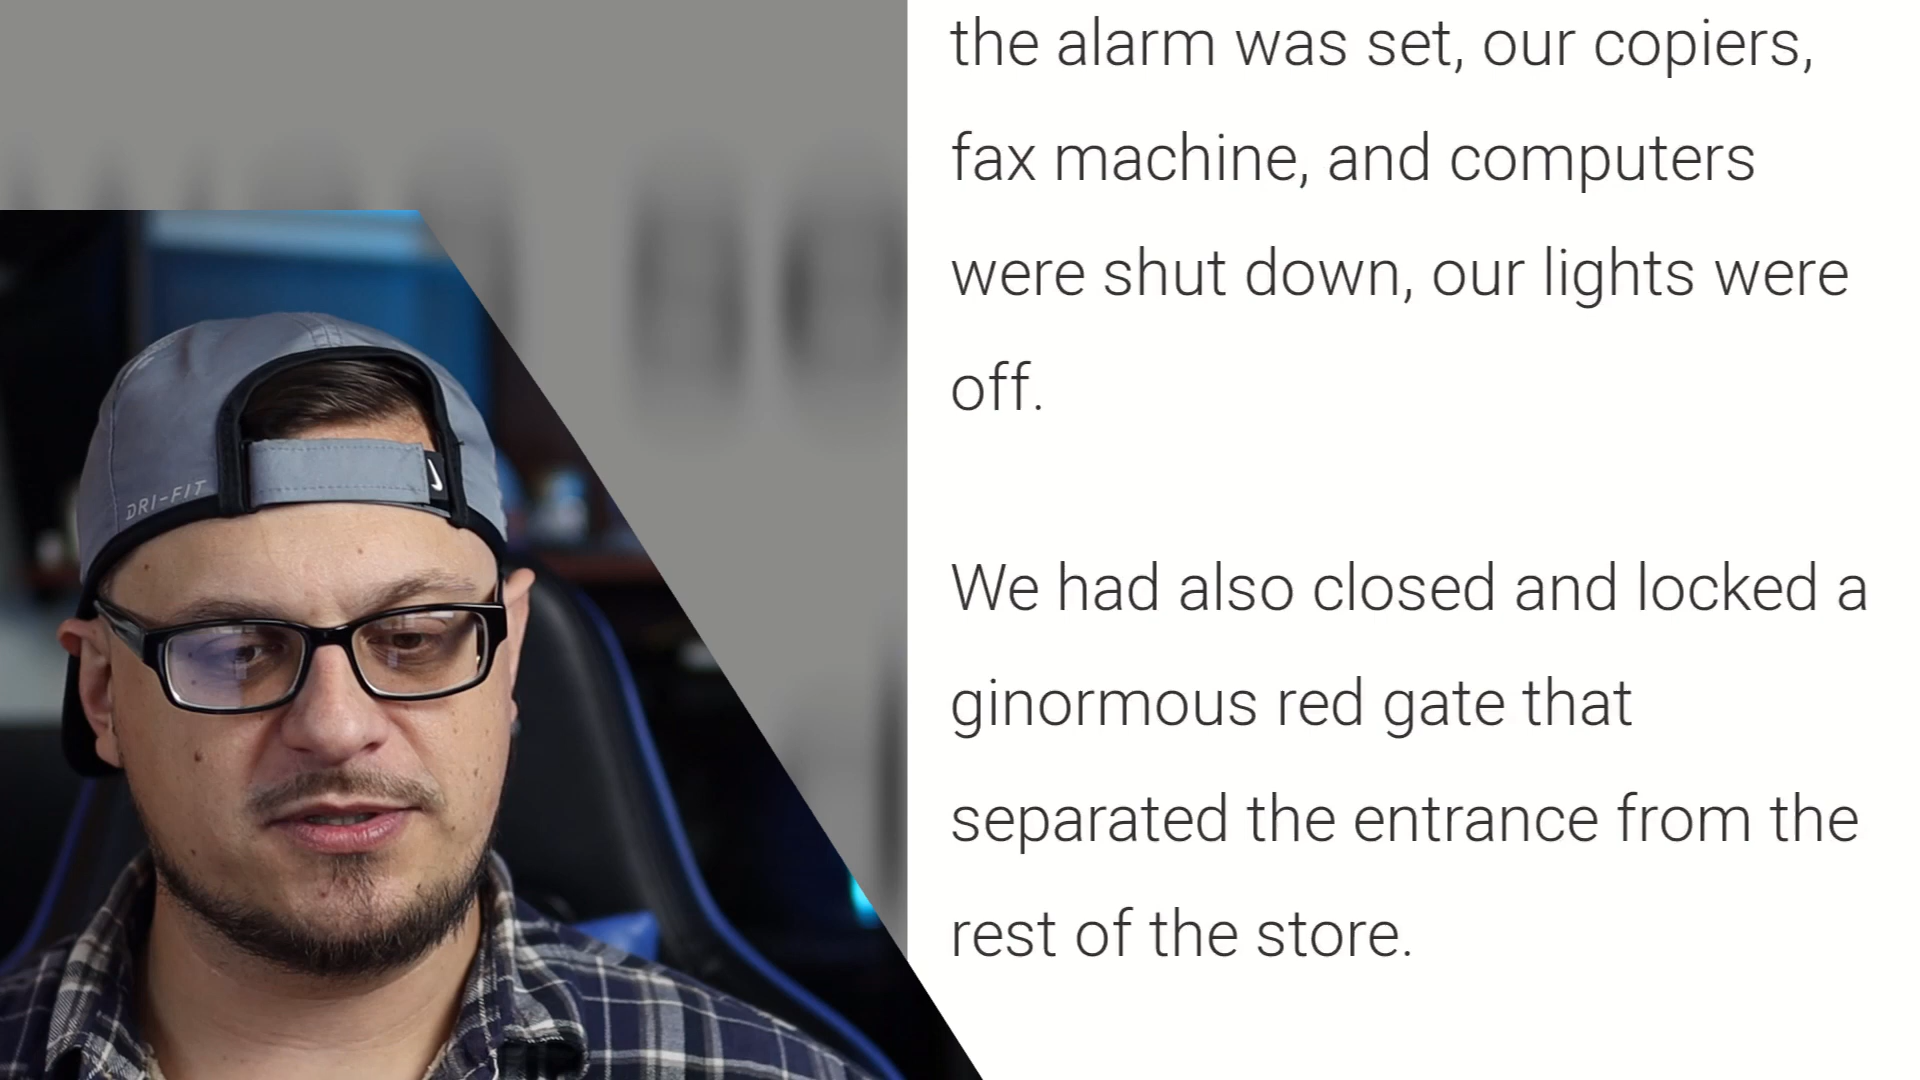 the alarm was set, our copiers,
fax machine, and computers
were shut down, our lights were
off.
We had also closed and locked a
ginormous red gate that
separated the entrance from the
rest of the store.
DRI-FIT